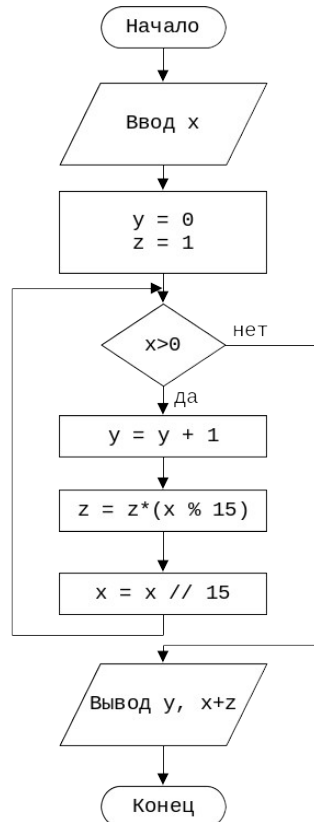 Начало
Ввод x
y = 0
z = 1
x>0
нет
да
y = y + 1
z = z*(x % 15)
x = x // 15
Вывод y, x+z
Конец